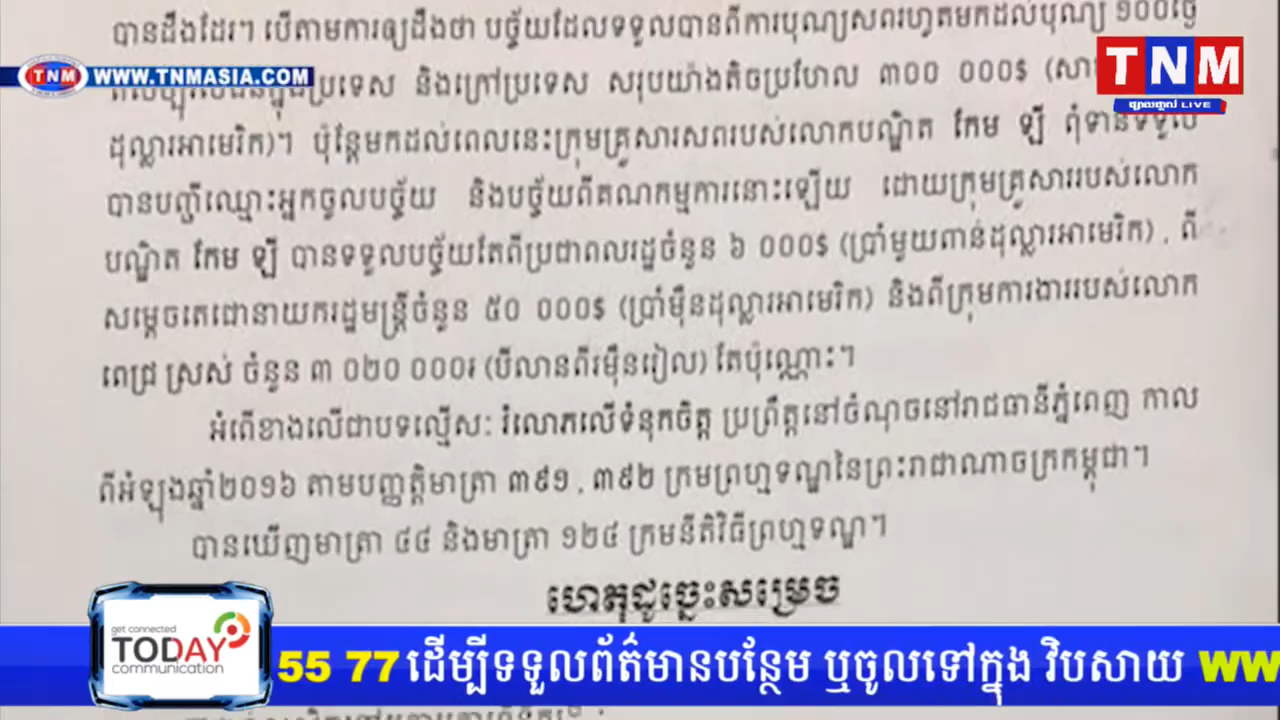 បានដឹងដែរ។ បើតាមការឲ្យដឹងថា បច្ច័យដែលទទួលបានពីការបុណ្យសពរហូតមកដល់បុណ្យ ១០០ថ្ងៃ
TNM WWW.TNMASIA.COM
TNM
ផ្សាយផ្ទាល់ LIVE
ប្រទេស និងក្រៅប្រទេស សរុបយ៉ាងតិចប្រហែល ៣០០ ០០០$
ដុល្លារអាមេរិក)។ ប៉ុន្តែមកដល់ពេលនេះក្រុមគ្រួសារសពរបស់លោកបណ្ឌិត កែម ឡី ពុំទាន់ទទួល
បានបញ្ជីឈ្មោះអ្នកចូលបច្ច័យ និងបច្ច័យពីគណកម្មការនោះឡើយ ដោយក្រុមគ្រួសាររបស់លោក
បណ្ឌិត កែម ឡី បានទទួលបច្ច័យតែពីប្រជាពលរដ្ឋចំនួន ៦ ០០០$ (ប្រាំមួយពាន់ដុល្លារអាមេរិក) , ពី
សម្ដេចតេជោនាយករដ្ឋមន្ត្រីចំនួន ៥០ ០០០$ (ប្រាំម៉ឺនដុល្លារអាមេរិក) និងពីក្រុមការងាររបស់លោក
ពេជ្រ ស្រស់ ចំនួន ៣ ០២០ ០០០៛ (បីលានពីរម៉ឺនរៀល) តែប៉ុណ្ណោះ។
អំពើខាងលើជាបទល្មើសៈ រំលោភលើទំនុកចិត្ត ប្រព្រឹត្តនៅចំណុចនៅរាជធានីភ្នំពេញ កាល
ពីអំឡុងឆ្នាំ២០១៦ តាមបញ្ញត្តិមាត្រា ៣៩១ , ៣៩២ ក្រមព្រហ្មទណ្ឌនៃព្រះរាជាណាចក្រកម្ពុជា។
បានឃើញមាត្រា ៤៤ និងមាត្រា ១២៤ ក្រមនីតិវិធីព្រហ្មទណ្ឌ។
ហេតុដូច្នេះសម្រេច
get connected
TODAY
communication
55 77 ដើម្បីទទួលព័ត៌មានបន្ថែម ឬចូលទៅក្នុង វិបសាយ ww